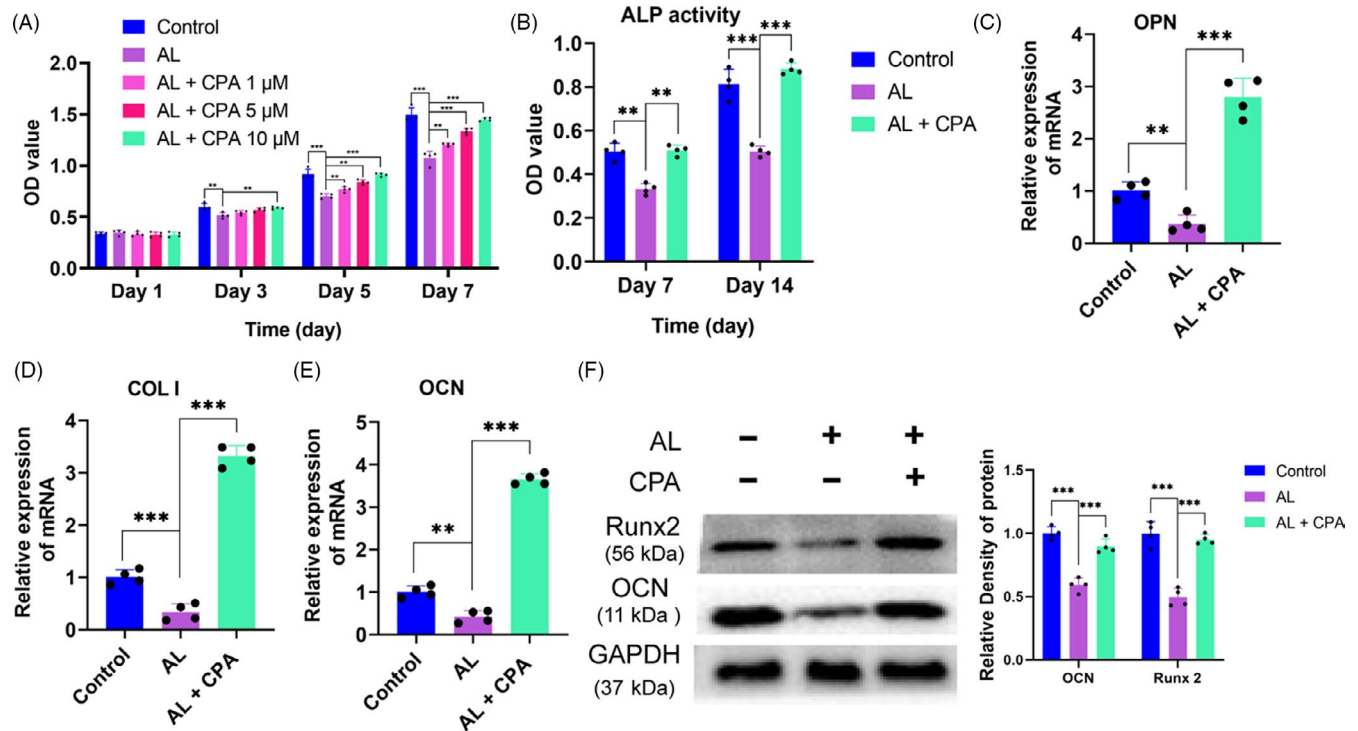 (A)
Control
AL
AL + CPA 1 μM
AL + CPA 5 μM
AL + CPA 10 μM
OD value
2.0
1.5
1.0
0.5
0.0
***
**
***
***
**
**
***
**
**
***
***
Day 1 Day 3 Day 5 Day 7
Time (day)
(B)
ALP activity
Control
AL
AL + CPA
OD value
1.0
0.8
0.6
0.4
0.2
0.0
** ** *** ***
Day 7 Day 14
Time (day)
(C)
OPN
Relative expression
of mRNA
4
3
2
1
0
**
***
Control
AL
AL + CPA
(D)
COL I
Relative expression
of mRNA
4
3
2
1
0
***
***
Control
AL
AL + CPA
(E)
OCN
Relative expression
of mRNA
5
4
3
2
1
0
**
***
Control
AL
AL + CPA
(F)
AL − + +
CPA − − +
Runx2
(56 kDa)
OCN
(11 kDa )
GAPDH
(37 kDa)
Relative Density of protein
1.5
1.0
0.5
0.0
*** *** *** ***
OCN Runx 2
Control
AL
AL + CPA